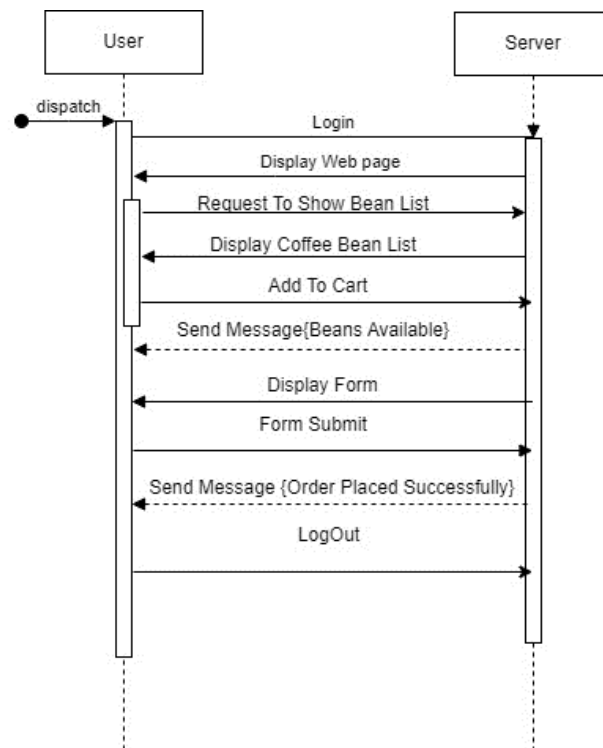 User
Server
dispatch
Login
Display Web page
Request To Show Bean List
Display Coffee Bean List
Add To Cart
Send Message{Beans Available}
Display Form
Form Submit
Send Message {Order Placed Successfully}
LogOut